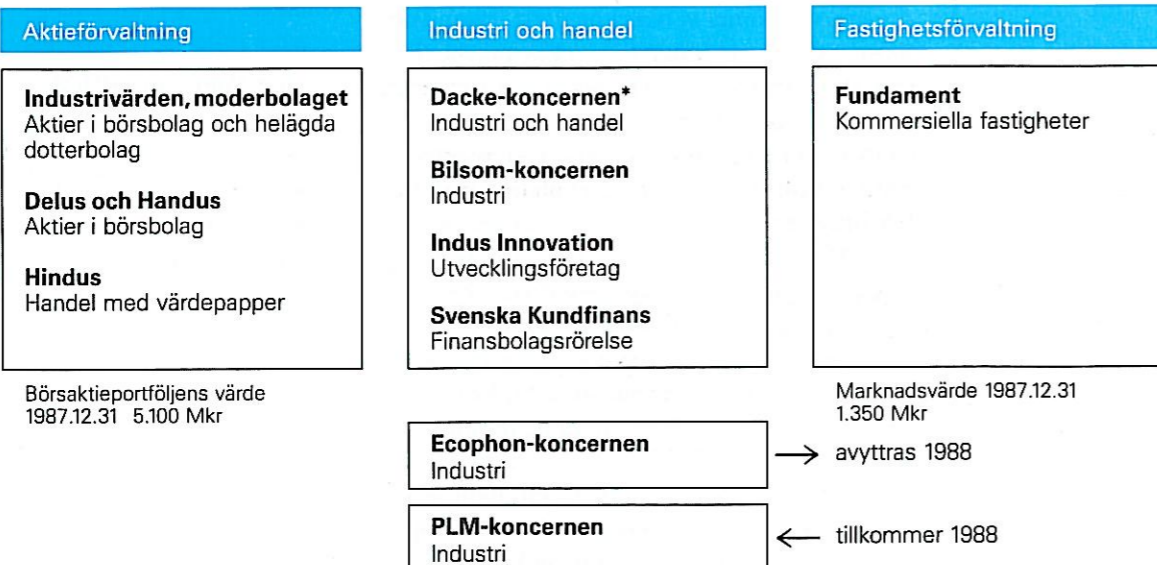 Aktieförvaltning
Industrivärden, moderbolaget
Aktier i börsbolag och helägda
dotterbolag
Delus och Handus
Aktier i börsbolag
Hindus
Handel med värdepapper
Börsaktieportföljens värde
1987.12.31 5.100 Mkr
Industri och handel
Dacke-koncernen*
Industri och handel
Bilsom-koncernen
Industri
Indus Innovation
Utvecklingsföretag
Svenska Kundfinans
Finansbolagsrörelse
Ecophon-koncernen
Industri
PLM-koncernen
Industri
Fastighetsförvaltning
Fundament
Kommersiella fastigheter
Marknadsvärde 1987.12.31
1.350 Mkr
avyttras 1988
tillkommer 1988